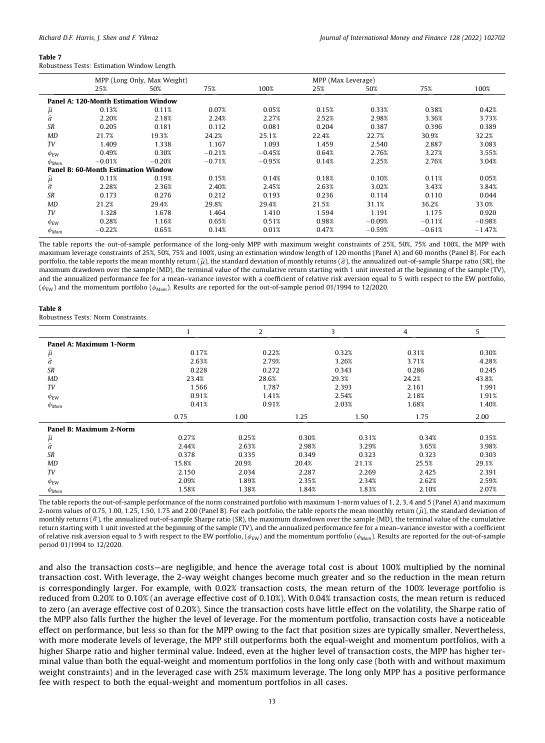 Richard D.F. Harris, J. Shen and F. Yilmaz Journal of International Money and Finance 128 (2022) 102702
Table 7
Robustness Tests: Estimation Window Length.
MPP (Long Only, Max Weight) MPP (Max Leverage)
25% 50% 75% 100% 25% 50% 75% 100%
Panel A: 120-Month Estimation Window
μ̂ 0.13% 0.11% 0.07% 0.05% 0.15% 0.33% 0.38% 0.42%
σ̂ 2.20% 2.18% 2.24% 2.27% 2.52% 2.98% 3.36% 3.73%
SR 0.205 0.181 0.112 0.081 0.204 0.387 0.396 0.389
MD 21.7% 19.3% 24.2% 25.1% 22.4% 22.7% 30.9% 32.2%
TV 1.409 1.338 1.167 1.093 1.459 2.540 2.887 3.083
ϕEW 0.49% 0.30% −0.21% −0.45% 0.64% 2.76% 3.27% 3.55%
ϕMom −0.01% −0.20% −0.71% −0.95% 0.14% 2.25% 2.76% 3.04%
Panel B: 60-Month Estimation Window
μ̂ 0.11% 0.19% 0.15% 0.14% 0.18% 0.10% 0.11% 0.05%
σ̂ 2.28% 2.36% 2.40% 2.45% 2.63% 3.02% 3.43% 3.84%
SR 0.173 0.276 0.212 0.193 0.236 0.114 0.110 0.044
MD 21.2% 29.4% 29.8% 29.4% 21.5% 31.1% 36.2% 33.0%
TV 1.328 1.678 1.464 1.410 1.594 1.191 1.175 0.920
ϕEW 0.28% 1.16% 0.65% 0.51% 0.98% −0.09% −0.11% −0.98%
ϕMom −0.22% 0.65% 0.14% 0.01% 0.47% −0.59% −0.61% −1.47%
The table reports the out-of-sample performance of the long-only MPP with maximum weight constraints of 25%, 50%, 75% and 100%, the MPP with
maximum leverage constraints of 25%, 50%, 75% and 100%, using an estimation window length of 120 months (Panel A) and 60 months (Panel B). For each
portfolio, the table reports the mean monthly return (μ̂), the standard deviation of monthly returns (σ̂), the annualized out-of-sample Sharpe ratio (SR), the
maximum drawdown over the sample (MD), the terminal value of the cumulative return starting with 1 unit invested at the beginning of the sample (TV),
and the annualized performance fee for a mean-variance investor with a coefficient of relative risk aversion equal to 5 with respect to the EW portfolio,
(ϕEW) and the momentum portfolio (ϕMom). Results are reported for the out-of-sample period 01/1994 to 12/2020.
Table 8
Robustness Tests: Norm Constraints.
1 2 3 4 5
Panel A: Maximum 1-Norm
μ̂ 0.17% 0.22% 0.32% 0.31% 0.30%
σ̂ 2.63% 2.79% 3.26% 3.71% 4.28%
SR 0.228 0.272 0.343 0.286 0.245
MD 23.4% 28.6% 29.3% 24.2% 43.8%
TV 1.566 1.787 2.393 2.161 1.991
ϕEW 0.91% 1.41% 2.54% 2.18% 1.91%
ϕMom 0.41% 0.91% 2.03% 1.68% 1.40%
0.75 1.00 1.25 1.50 1.75 2.00
Panel B: Maximum 2-Norm
μ̂ 0.27% 0.25% 0.30% 0.31% 0.34% 0.35%
σ̂ 2.44% 2.63% 2.98% 3.29% 3.65% 3.98%
SR 0.378 0.335 0.349 0.323 0.323 0.303
MD 15.8% 20.9% 20.4% 21.1% 25.5% 29.1%
TV 2.150 2.034 2.287 2.269 2.425 2.391
ϕEW 2.09% 1.89% 2.35% 2.34% 2.62% 2.59%
ϕMom 1.58% 1.38% 1.84% 1.83% 2.10% 2.07%
The table reports the out-of-sample performance of the norm constrained portfolio with maximum 1-norm values of 1, 2, 3, 4 and 5 (Panel A) and maximum
2-norm values of 0.75, 1.00, 1.25, 1.50, 1.75 and 2.00 (Panel B). For each portfolio, the table reports the mean monthly return (μ̂), the standard deviation of
monthly returns (σ̂), the annualized out-of-sample Sharpe ratio (SR), the maximum drawdown over the sample (MD), the terminal value of the cumulative
return starting with 1 unit invested at the beginning of the sample (TV), and the annualized performance fee for a mean–variance investor with a coefficient
of relative risk aversion equal to 5 with respect to the EW portfolio, (ϕEW) and the momentum portfolio (ϕMom). Results are reported for the out-of-sample
period 01/1994 to 12/2020.
and also the transaction costs—are negligible, and hence the average total cost is about 100% multiplied by the nominal
transaction cost. With leverage, the 2-way weight changes become much greater and so the reduction in the mean return
is correspondingly larger. For example, with 0.02% transaction costs, the mean return of the 100% leverage portfolio is
reduced from 0.20% to 0.10% (an average effective cost of 0.10%). With 0.04% transaction costs, the mean return is reduced
to zero (an average effective cost of 0.20%). Since the transaction costs have little effect on the volatility, the Sharpe ratio of
the MPP also falls further the higher the level of leverage. For the momentum portfolio, transaction costs have a noticeable
effect on performance, but less so than for the MPP owing to the fact that position sizes are typically smaller. Nevertheless,
with more moderate levels of leverage, the MPP still outperforms both the equal-weight and momentum portfolios, with a
higher Sharpe ratio and higher terminal value. Indeed, even at the higher level of transaction costs, the MPP has higher ter-
minal value than both the equal-weight and momentum portfolios in the long only case (both with and without maximum
weight constraints) and in the leveraged case with 25% maximum leverage. The long only MPP has a positive performance
fee with respect to both the equal-weight and momentum portfolios in all cases.
13